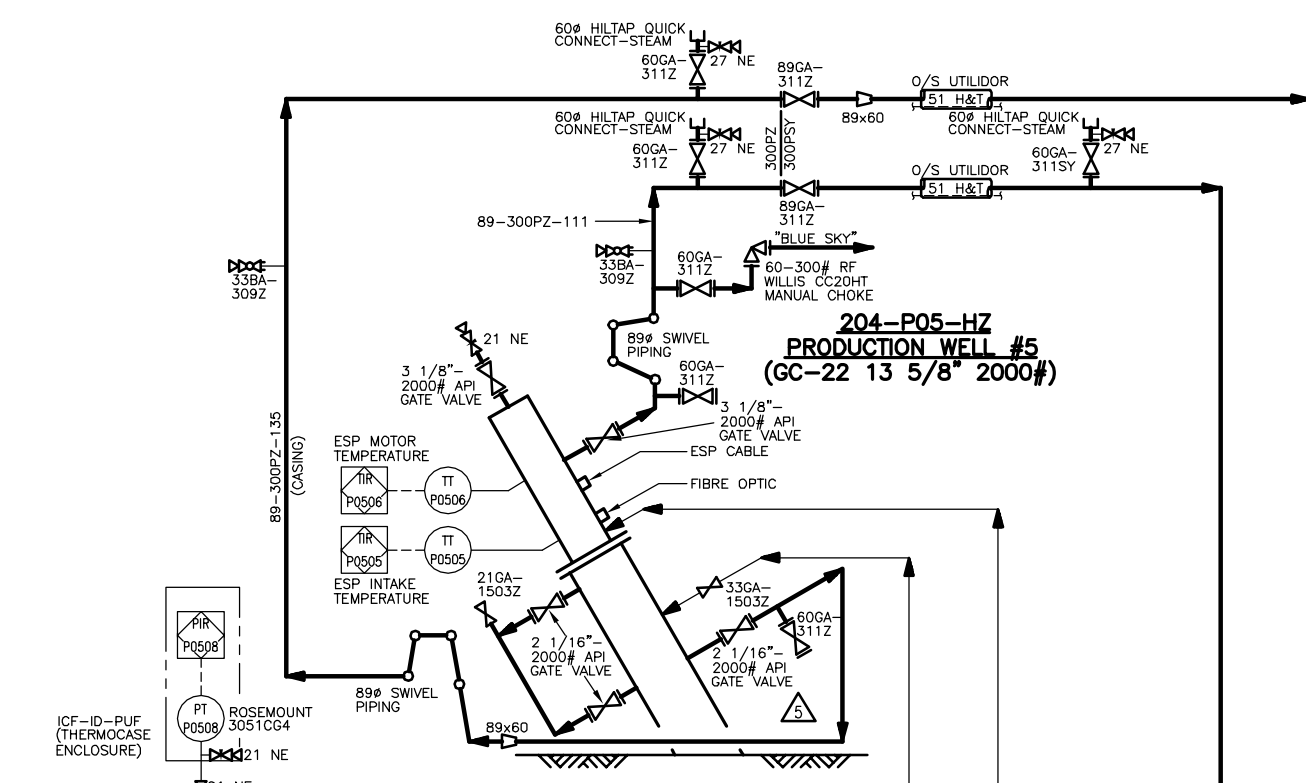 60ø HILTAP QUICK
CONNECT-STEAM
60GA-
311Z
27 NE
89GA-
311Z
89x60
O/S UTILIDOR
51 H&T
60ø HILTAP QUICK
CONNECT-STEAM
60GA-
311Z
27 NE
300PZ
300PSY
89GA-
311Z
O/S UTILIDOR
51 H&T
60ø HILTAP QUICK
CONNECT-STEAM
60GA-
311SY
27 NE
89-300PZ-111
33BA-
309Z
33BA-
309Z
60GA-
311Z
"BLUE SKY"
60-300# RF
WILLIS CC20HT
MANUAL CHOKE
204-P05-HZ
PRODUCTION WELL #5
(GC-22 13 5/8" 2000#)
21 NE
89ø SWIVEL
PIPING
3 1/8"-
2000# API
GATE VALVE
60GA-
311Z
3 1/8"-
2000# API
GATE VALVE
ESP CABLE
FIBRE OPTIC
89-300PZ-135
(CASING)
ESP MOTOR
TEMPERATURE
TIR
P0506
TT
P0506
TIR
P0505
TT
P0505
ESP INTAKE
TEMPERATURE
21GA-
1503Z
33GA-
1503Z
60GA-
311Z
2 1/16"-
2000# API
GATE VALVE
2 1/16"-
2000# API
GATE VALVE
5
PIR
P0508
PT
P0508
ROSEMOUNT
3051CG4
ICF-ID-PUF
(THERMOCASE
ENCLOSURE)
21 NE
21 NE
89ø SWIVEL
PIPING
89x60